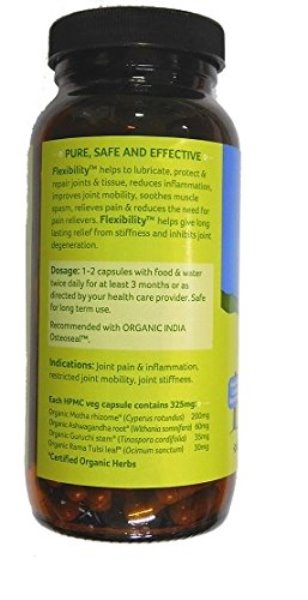 PURE, SAFE AND EFFECTIVE
Flexibility™ helps to lubricate, protect &
repair joints & tissue, reduces inflammation,
improves joint mobility, soothes muscle
spasm, relieves pain & reduces the need for
pain relievers. Flexibility™ helps give long
lasting relief from stiffness and inhibits joint
degeneration.
Dosage: 1-2 capsules with food & water
twice daily for at least 3 months or as
directed by your health care provider. Safe
for long term use.
Recommended with ORGANIC INDIA
Osteoseal™.
Indications: Joint pain & inflammation,
restricted joint mobility, joint stiffness.
Each HPMC veg capsule contains 325mg:
Organic Motha rhizome* (Cyperus rotundus) 200mg
Organic Ashwagandha root* (Withania somnifera) 60mg
Organic Guruchi stem* (Tinospora cordifolia) 35mg
Organic Rama Tulsi leaf* (Ocimum sanctum) 30mg
*Certified Organic Herbs